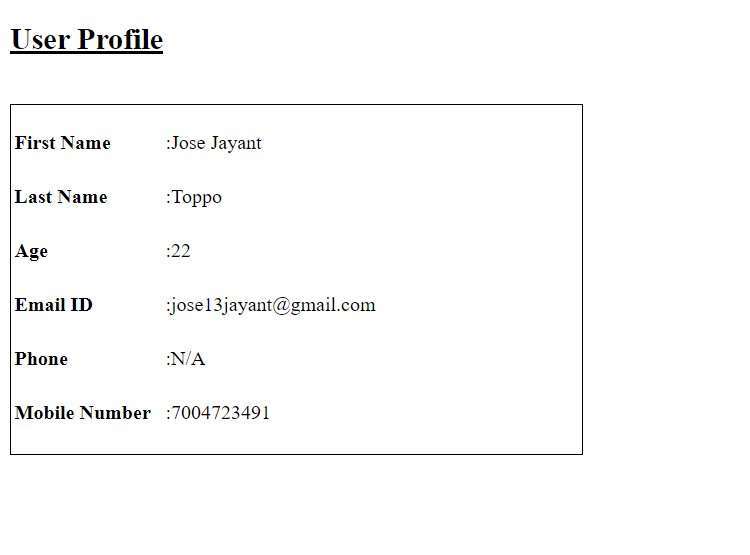 User Profile
First Name :Jose Jayant
Last Name :Toppo
Age :22
Email ID :jose13jayant@gmail.com
Phone :N/A
Mobile Number :7004723491